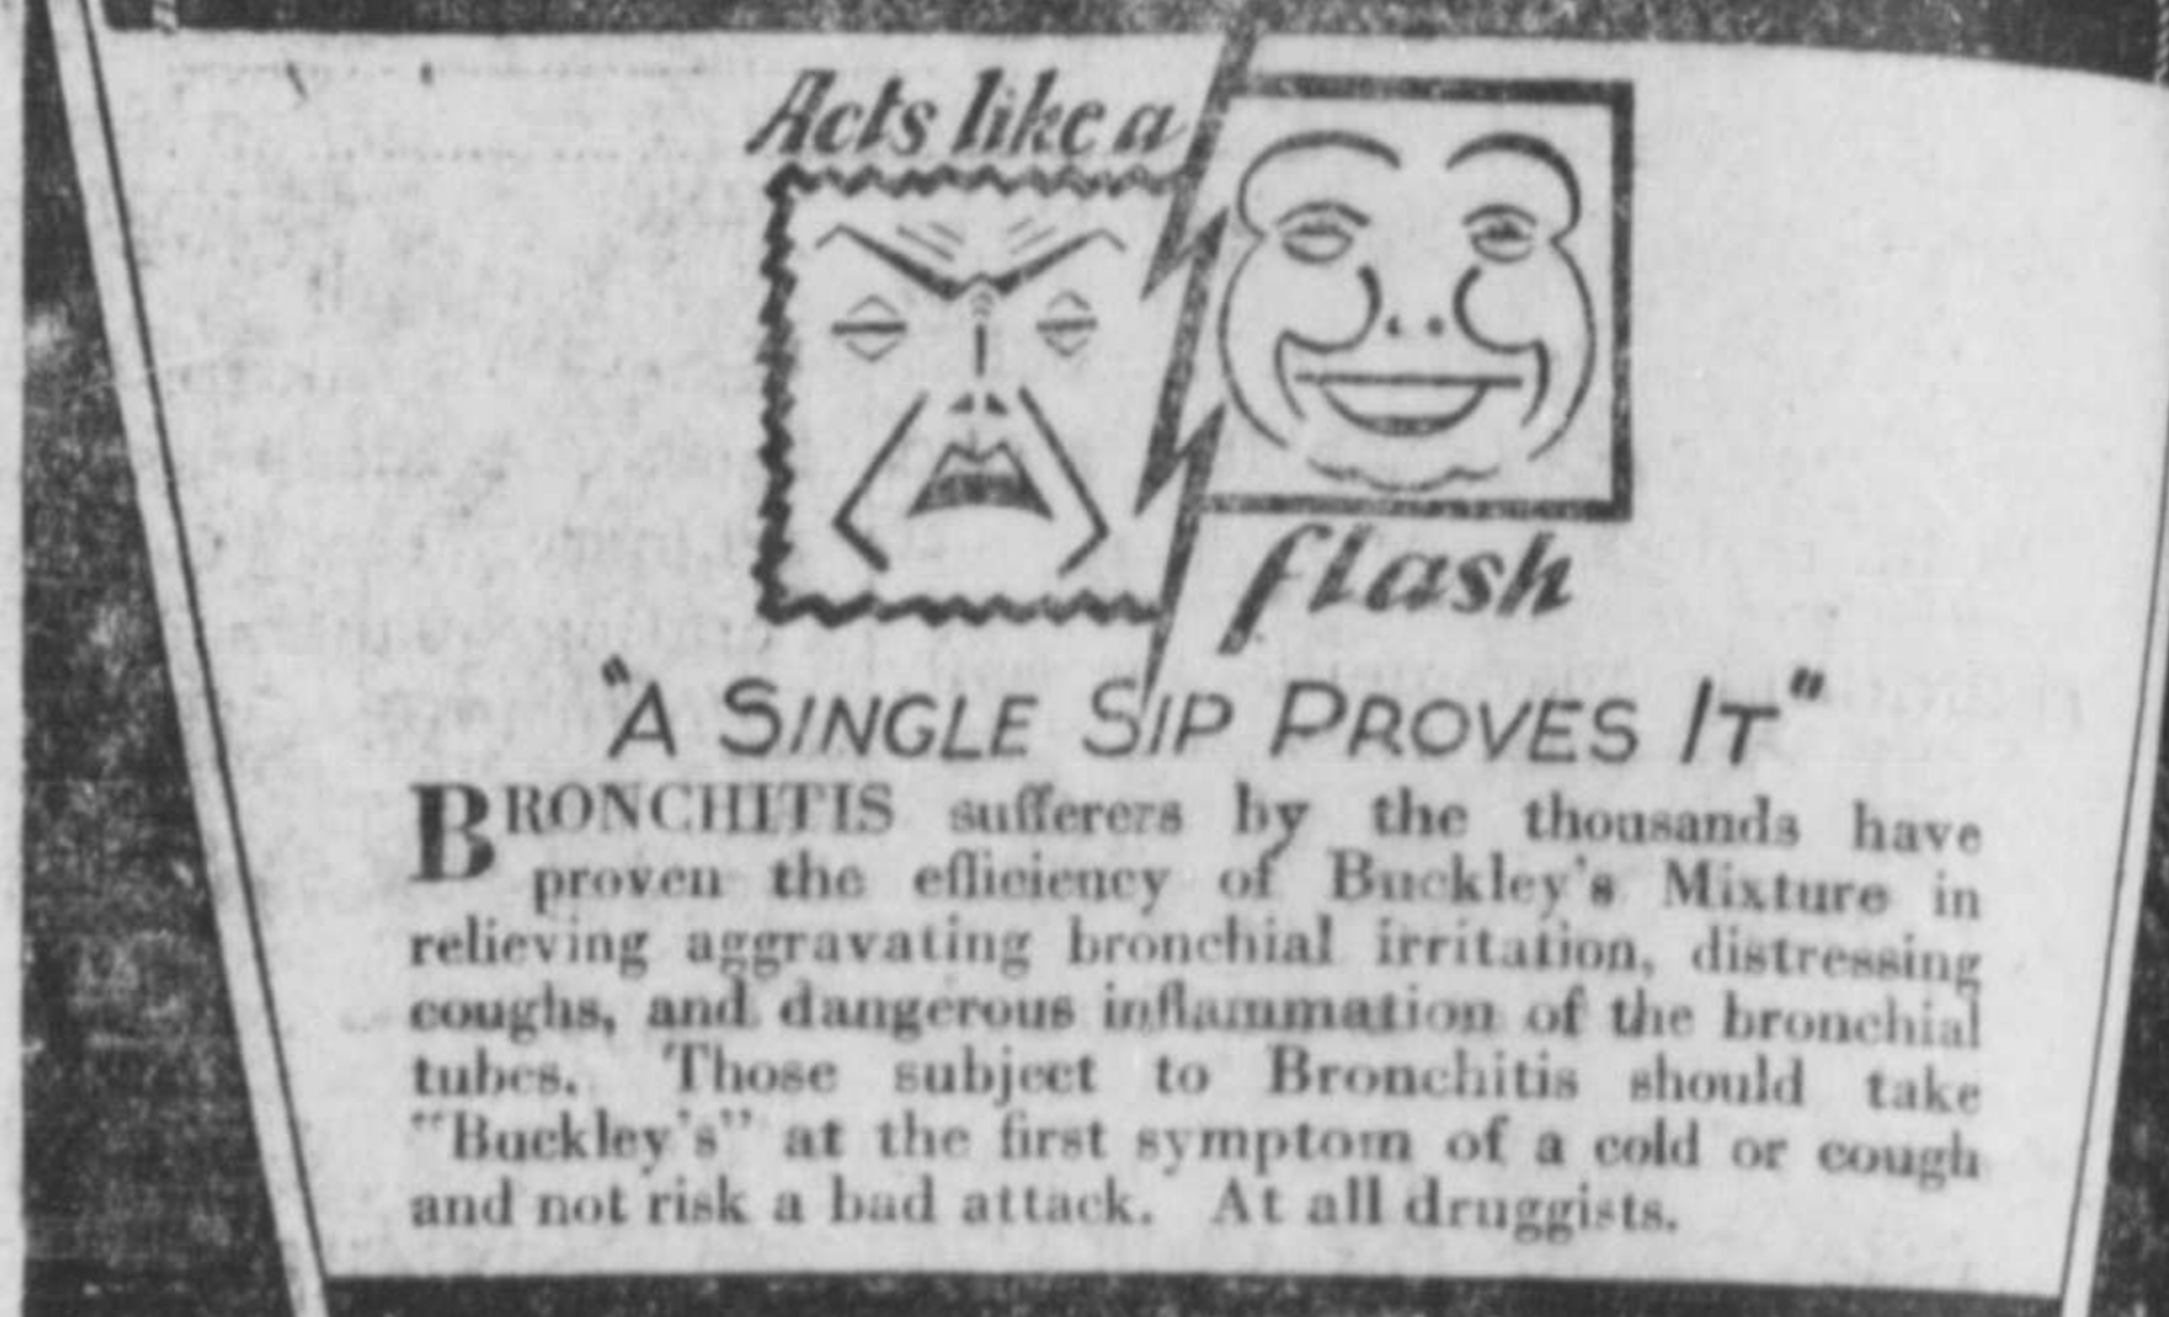 Acts like a
flash
"A SINGLE SIP PROVES IT"
BRONCHITIS sufferers by the thousands have
proven the efficiency of Buckley's Mixture in
relieving aggravating bronchial irritation, distressing
coughs, and dangerous inflammation of the bronchial
tubes. Those subject to Bronchitis should take
"Buckley's" at the first symptom of a cold or cough
and not risk a bad attack. At all druggists.